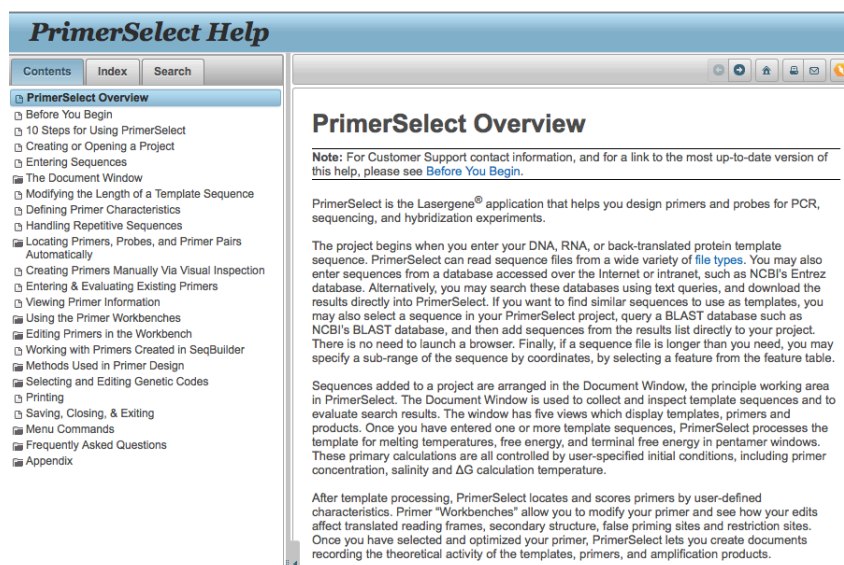 PrimerSelect Help
Contents
Index
Search
PrimerSelect Overview
Before You Begin
10 Steps for Using PrimerSelect
Creating or Opening a Project
Entering Sequences
The Document Window
Modifying the Length of a Template Sequence
Defining Primer Characteristics
Handling Repetitive Sequences
Locating Primers, Probes, and Primer Pairs
Automatically
Creating Primers Manually Via Visual Inspection
Entering & Evaluating Existing Primers
Viewing Primer Information
Using the Primer Workbenches
Editing Primers in the Workbench
Working with Primers Created in SeqBuilder
Methods Used in Primer Design
Selecting and Editing Genetic Codes
Printing
Saving, Closing, & Exiting
Menu Commands
Frequently Asked Questions
Appendix
PrimerSelect Overview
Note: For Customer Support contact information, and for a link to the most up-to-date version of
this help, please see Before You Begin.
PrimerSelect is the Lasergene® application that helps you design primers and probes for PCR,
sequencing, and hybridization experiments.
The project begins when you enter your DNA, RNA, or back-translated protein template
sequence. PrimerSelect can read sequence files from a wide variety of file types. You may also
enter sequences from a database accessed over the Internet or intranet, such as NCBI's Entrez
database. Alternatively, you may search these databases using text queries, and download the
results directly into PrimerSelect. If you want to find similar sequences to use as templates, you
may also select a sequence in your PrimerSelect project, query a BLAST database such as
NCBI's BLAST database, and then add sequences from the results list directly to your project.
There is no need to launch a browser. Finally, if a sequence file is longer than you need, you may
specify a sub-range of the sequence by coordinates, by selecting a feature from the feature table.
Sequences added to a project are arranged in the Document Window, the principle working area
in PrimerSelect. The Document Window is used to collect and inspect template sequences and to
evaluate search results. The window has five views which display templates, primers and
products. Once you have entered one or more template sequences, PrimerSelect processes the
template for melting temperatures, free energy, and terminal free energy in pentamer windows.
These primary calculations are all controlled by user-specified initial conditions, including primer
concentration, salinity and ΔG calculation temperature.
After template processing, PrimerSelect locates and scores primers by user-defined
characteristics. Primer “Workbenches” allow you to modify your primer and see how your edits
affect translated reading frames, secondary structure, false priming sites and restriction sites.
Once you have selected and optimized your primer, PrimerSelect lets you create documents
recording the theoretical activity of the templates, primers, and amplification products.